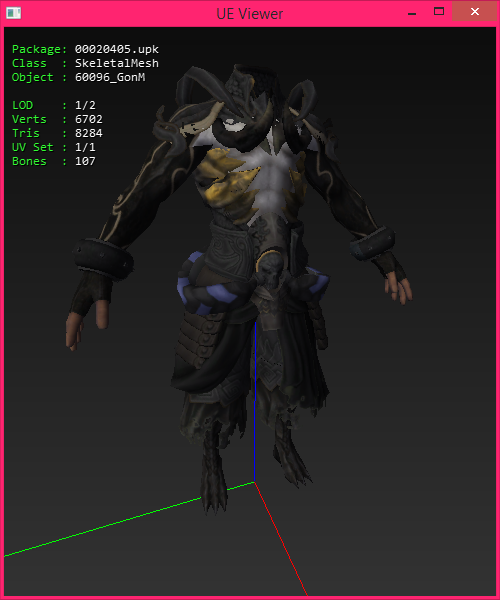 UE Viewer
Package: 00020405.upk
Class  : SkeletalMesh
Object : 60096_GonM
LOD    : 1/2
Verts  : 6702
Tris   : 8284
UV Set : 1/1
Bones  : 107